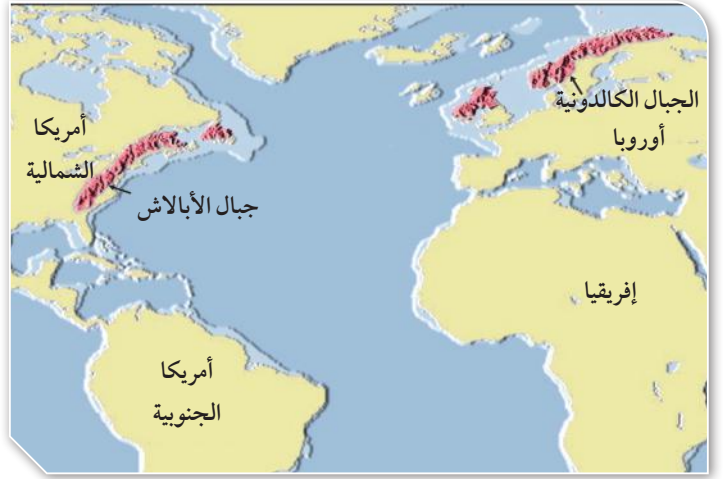 الجبال الكالدونية
أوروبا
أمريكا
الشمالية
جبال الأبالاش
إفريقيا
أمريكا
الجنوبية